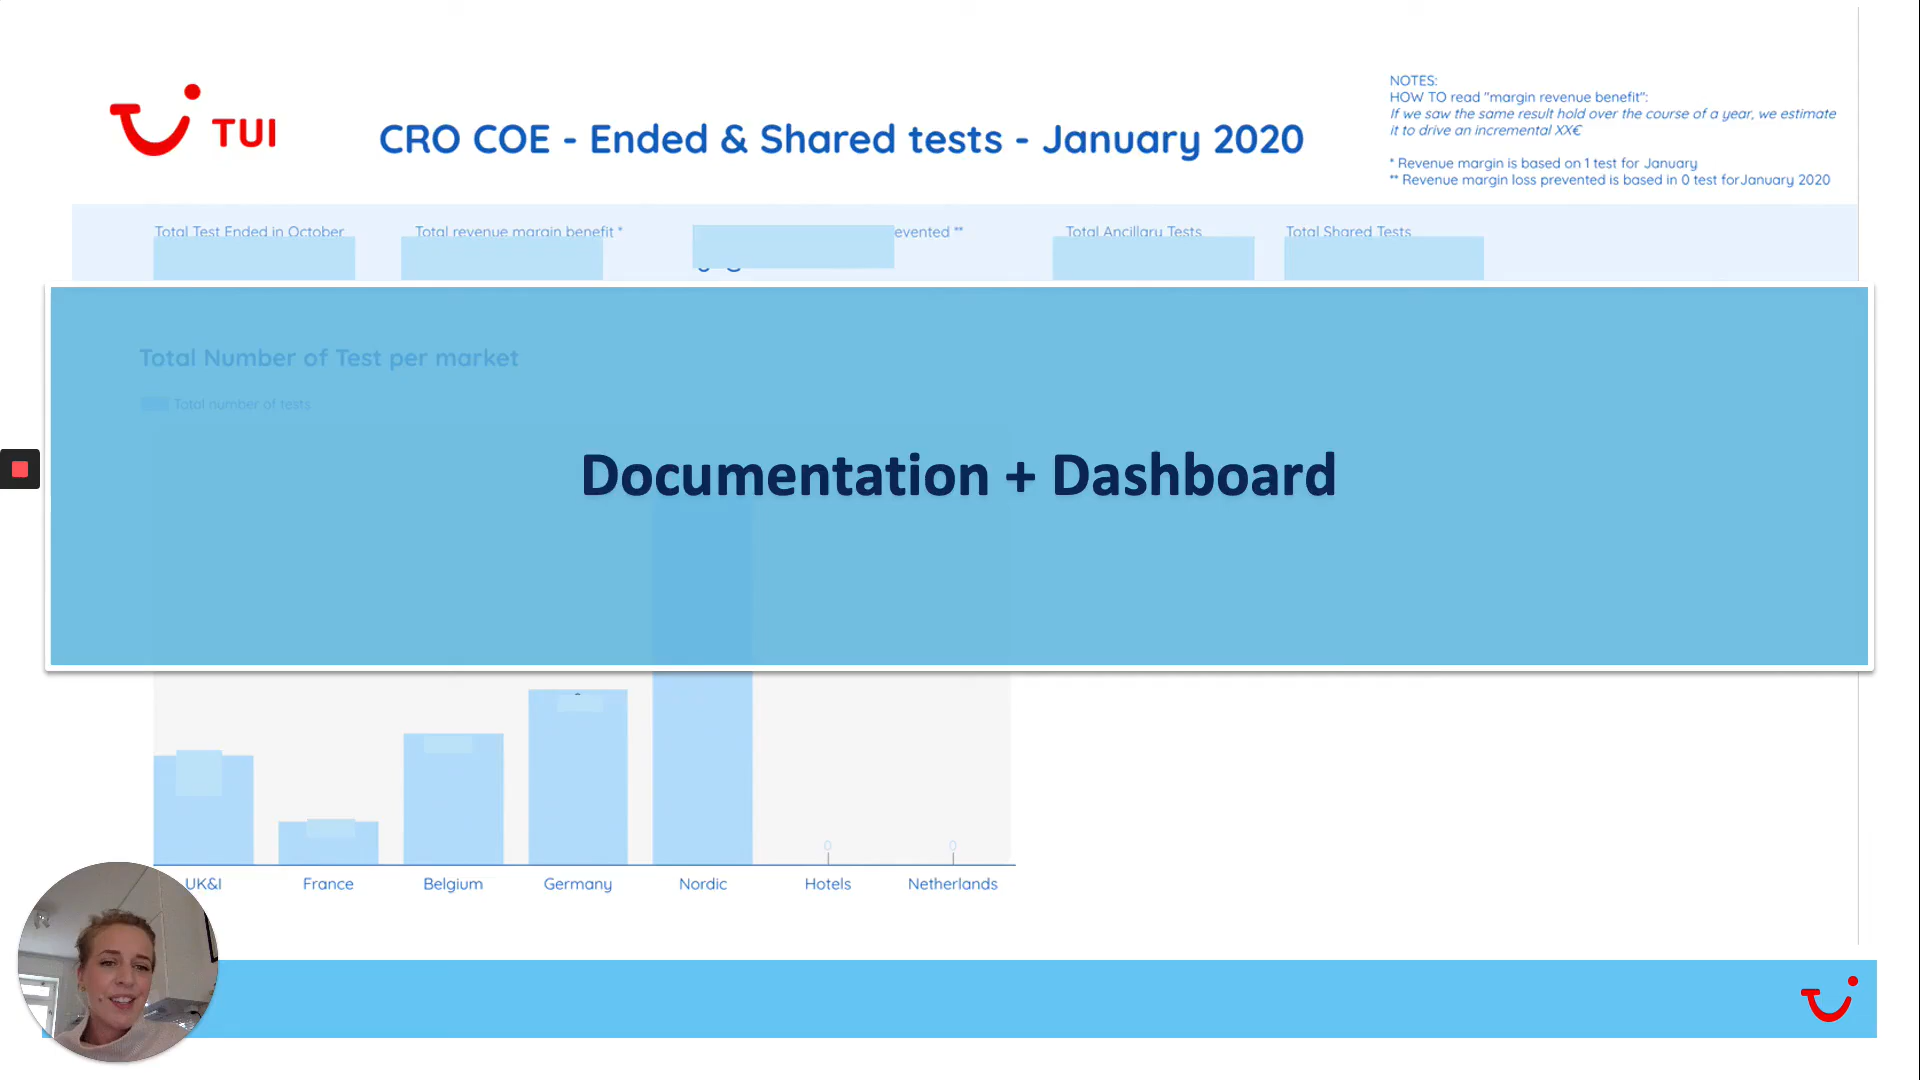 TUI
CRO COE - Ended & Shared tests - January 2020
NOTES:
HOW TO read "margin revenue benefit":
If we saw the same result hold over the course of a year, we estimate
it to drive an incremental XX€
* Revenue margin is based on 1 test for January
** Revenue margin loss prevented is based in 0 test forJanuary 2020
Total Test Ended in October
Total revenue margin benefit *
evented **
Total Ancillary Tests
Total Shared Tests
Total Number of Test per market
Total number of tests
Documentation + Dashboard
0
0
UK&I
France
Belgium
Germany
Nordic
Hotels
Netherlands